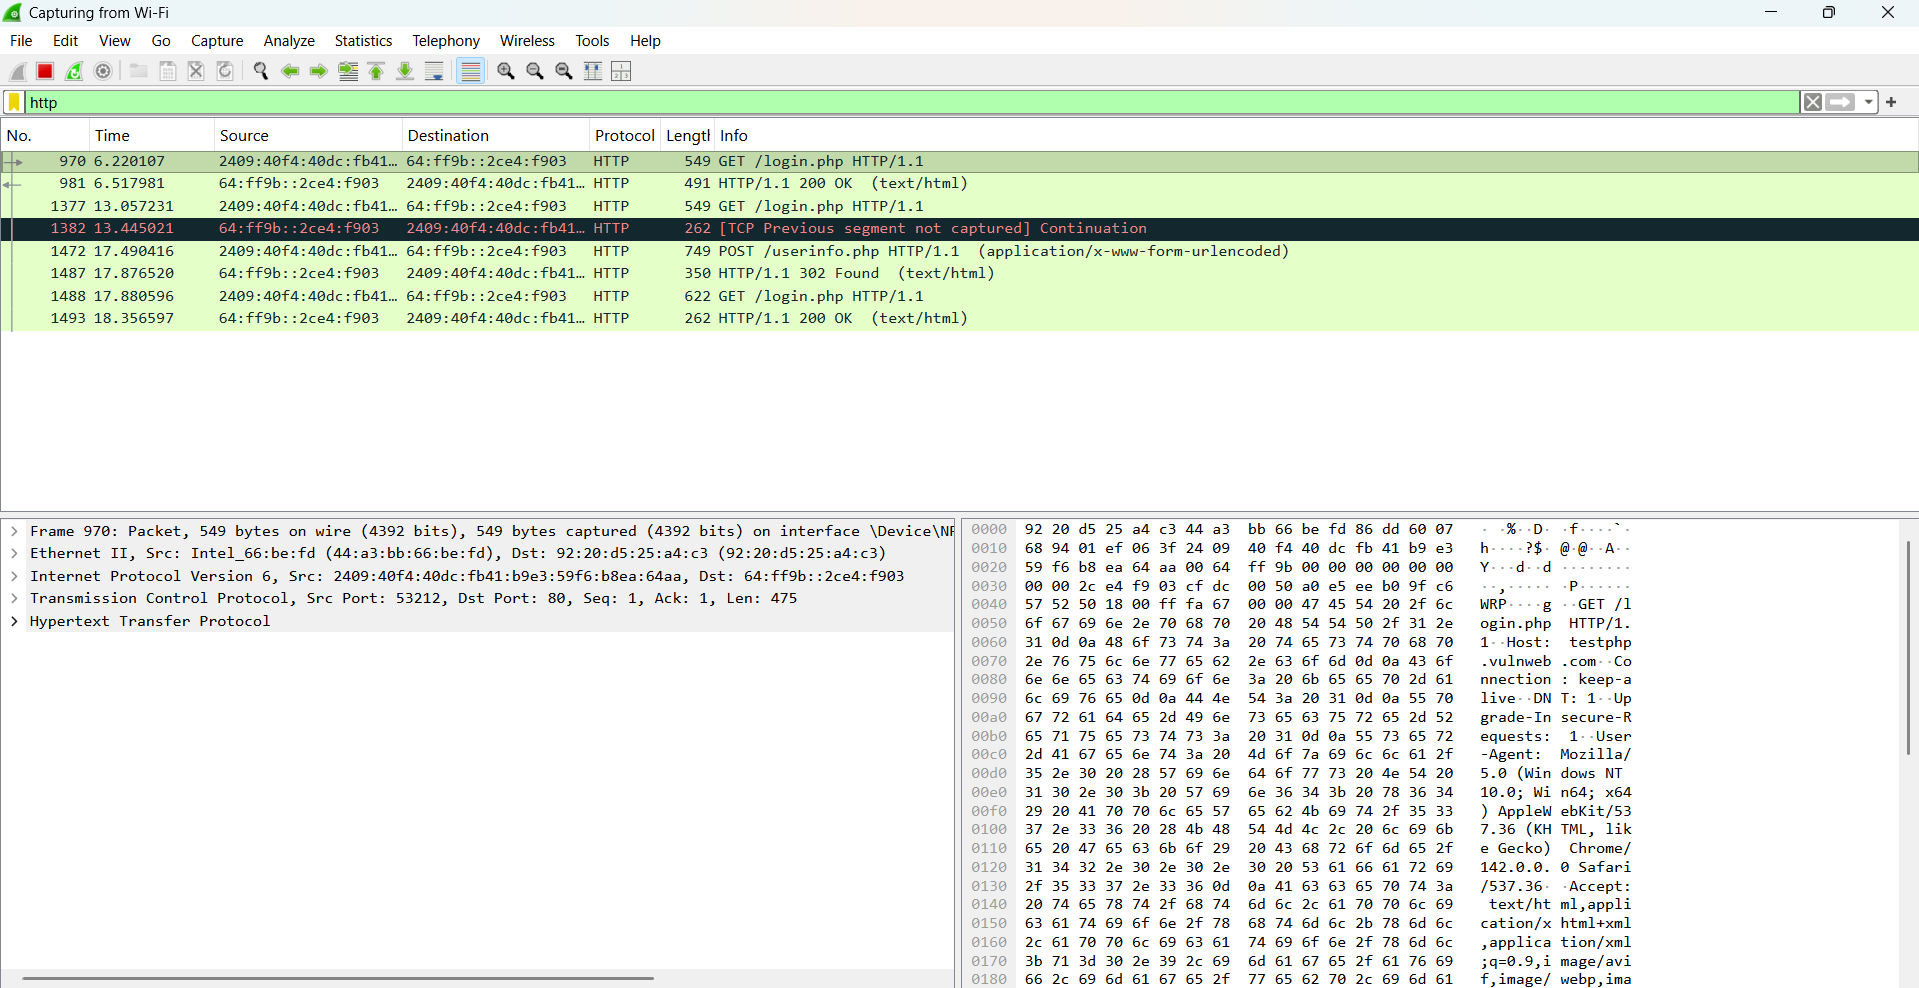 Capturing from Wi-Fi
File Edit View Go Capture Analyze Statistics Telephony Wireless Tools Help
http
No. Time Source Destination Protocol Lengtl Info
970 6.220107 2409:40f4:40dc:fb41… 64:ff9b::2ce4:f903 HTTP 549 GET /login.php HTTP/1.1
981 6.517981 64:ff9b::2ce4:f903 2409:40f4:40dc:fb41… HTTP 491 HTTP/1.1 200 OK (text/html)
1377 13.057231 2409:40f4:40dc:fb41… 64:ff9b::2ce4:f903 HTTP 549 GET /login.php HTTP/1.1
1382 13.445021 64:ff9b::2ce4:f903 2409:40f4:40dc:fb41… HTTP 262 [TCP Previous segment not captured] Continuation
1472 17.490416 2409:40f4:40dc:fb41… 64:ff9b::2ce4:f903 HTTP 749 POST /userinfo.php HTTP/1.1 (application/x-www-form-urlencoded)
1487 17.876520 64:ff9b::2ce4:f903 2409:40f4:40dc:fb41… HTTP 350 HTTP/1.1 302 Found (text/html)
1488 17.880596 2409:40f4:40dc:fb41… 64:ff9b::2ce4:f903 HTTP 622 GET /login.php HTTP/1.1
1493 18.356597 64:ff9b::2ce4:f903 2409:40f4:40dc:fb41… HTTP 262 HTTP/1.1 200 OK (text/html)
Frame 970: Packet, 549 bytes on wire (4392 bits), 549 bytes captured (4392 bits) on interface \Device\NF
Ethernet II, Src: Intel_66:be:fd (44:a3:bb:66:be:fd), Dst: 92:20:d5:25:a4:c3 (92:20:d5:25:a4:c3)
Internet Protocol Version 6, Src: 2409:40f4:40dc:fb41:b9e3:59f6:b8ea:64aa, Dst: 64:ff9b::2ce4:f903
Transmission Control Protocol, Src Port: 53212, Dst Port: 80, Seq: 1, Ack: 1, Len: 475
Hypertext Transfer Protocol
0000 92 20 d5 25 a4 c3 44 a3 bb 66 be fd 86 dd 60 07 · ·%··D· ·f····`·
0010 68 94 01 ef 06 3f 24 09 40 f4 40 dc fb 41 b9 e3 h····?$· @·@··A··
0020 59 f6 b8 ea 64 aa 00 64 ff 9b 00 00 00 00 00 00 Y···d··d ········
0030 00 00 2c e4 f9 03 cf dc 00 50 a0 e5 ee b0 9f c6 ··,····· ·P······
0040 57 52 50 18 00 ff fa 67 00 00 47 45 54 20 2f 6c WRP····g ··GET /l
0050 6f 67 69 6e 2e 70 68 70 20 48 54 54 50 2f 31 2e ogin.php HTTP/1.
0060 31 0d 0a 48 6f 73 74 3a 20 74 65 73 74 70 68 70 1··Host: testphp
0070 2e 76 75 6c 6e 77 65 62 2e 63 6f 6d 0d 0a 43 6f .vulnweb .com··Co
0080 6e 6e 65 63 74 69 6f 6e 3a 20 6b 65 65 70 2d 61 nnection : keep-a
0090 6c 69 76 65 0d 0a 44 4e 54 3a 20 31 0d 0a 55 70 live··DN T: 1··Up
00a0 67 72 61 64 65 2d 49 6e 73 65 63 75 72 65 2d 52 grade-In secure-R
00b0 65 71 75 65 73 74 73 3a 20 31 0d 0a 55 73 65 72 equests: 1··User
00c0 2d 41 67 65 6e 74 3a 20 4d 6f 7a 69 6c 6c 61 2f -Agent: Mozilla/
00d0 35 2e 30 20 28 57 69 6e 64 6f 77 73 20 4e 54 20 5.0 (Win dows NT
00e0 31 30 2e 30 3b 20 57 69 6e 36 34 3b 20 78 36 34 10.0; Wi n64; x64
00f0 29 20 41 70 70 6c 65 57 65 62 4b 69 74 2f 35 33 ) AppleW ebKit/53
0100 37 2e 33 36 20 28 4b 48 54 4d 4c 2c 20 6c 69 6b 7.36 (KH TML, lik
0110 65 20 47 65 63 6b 6f 29 20 43 68 72 6f 6d 65 2f e Gecko) Chrome/
0120 31 34 32 2e 30 2e 30 2e 30 20 53 61 66 61 72 69 142.0.0. 0 Safari
0130 2f 35 33 37 2e 33 36 0d 0a 41 63 63 65 70 74 3a /537.36· ·Accept:
0140 20 74 65 78 74 2f 68 74 6d 6c 2c 61 70 70 6c 69 text/ht ml,appli
0150 63 61 74 69 6f 6e 2f 78 68 74 6d 6c 2b 78 6d 6c cation/x html+xml
0160 2c 61 70 70 6c 69 63 61 74 69 6f 6e 2f 78 6d 6c ,applica tion/xml
0170 3b 71 3d 30 2e 39 2c 69 6d 61 67 65 2f 61 76 69 ;q=0.9,i mage/avi
0180 66 2c 69 6d 61 67 65 2f 77 65 62 70 2c 69 6d 61 f,image/ webp,ima